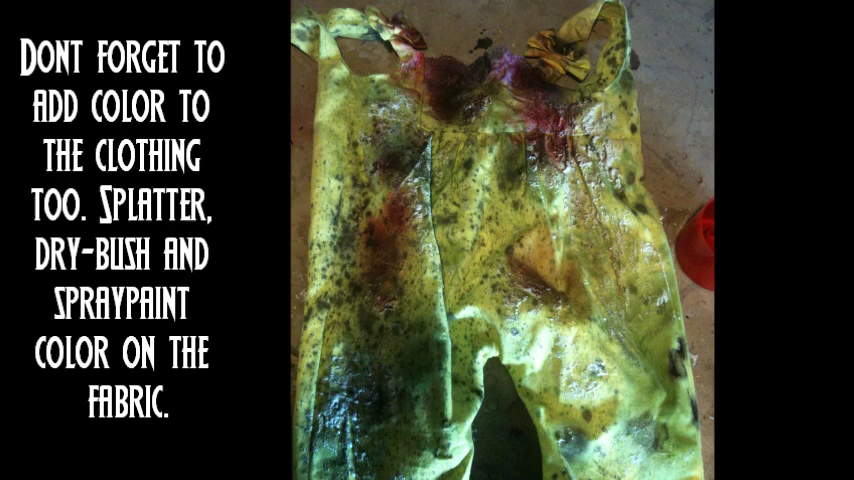 Dont forget to
add color to
the clothing
too. Splatter,
dry-bush and
spraypaint
color on the
fabric.